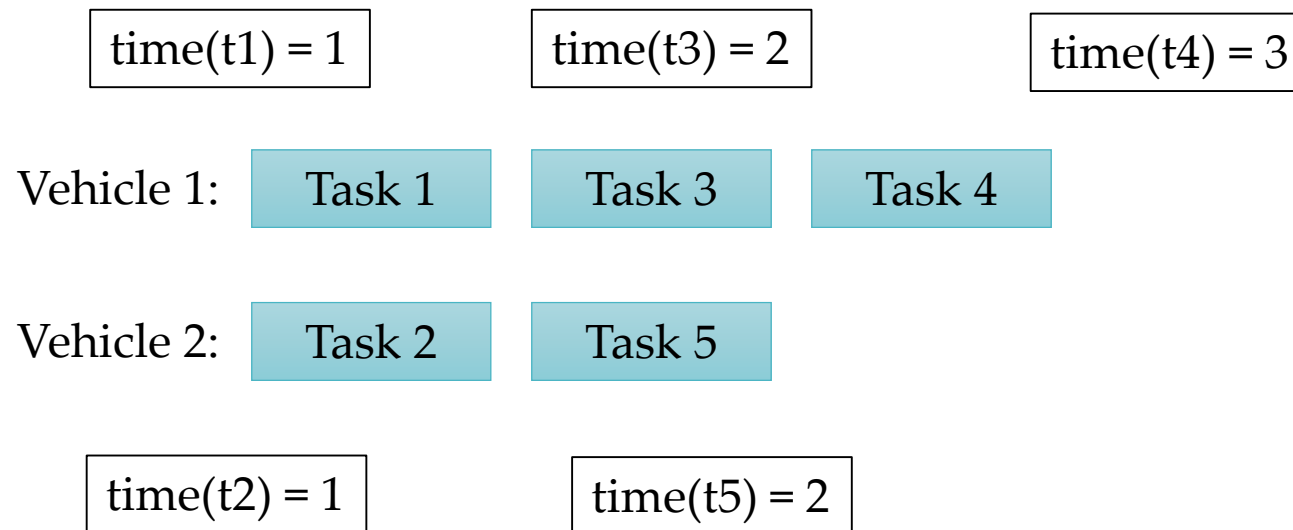 time(t1) = 1 time(t3) = 2 time(t4) = 3
Vehicle 1: Task 1 Task 3 Task 4
Vehicle 2: Task 2 Task 5
time(t2) = 1 time(t5) = 2